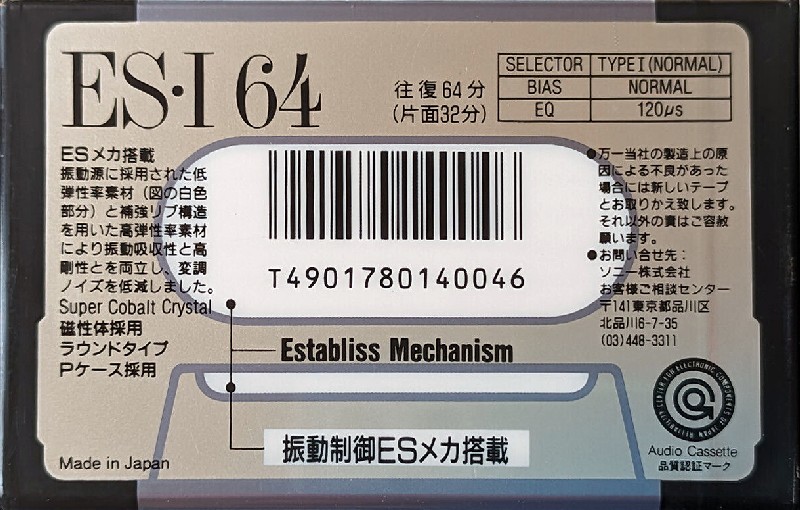 ES·I 64
往復64分
(片面32分)
SELECTOR TYPE I (NORMAL)
BIAS NORMAL
EQ 120μs
ESメカ搭載
振動源に採用された低
弾性率素材（図の白色
部分）と補強リブ構造
を用いた高弾性率素材
により振動吸収性と高
剛性とを両立し、変調
ノイズを低減しました。
Super Cobalt Crystal
磁性体採用
ラウンドタイプ
Pケース採用
Made in Japan
T4901780140046
Establiss Mechanism
振動制御ESメカ搭載
●万一当社の製造上の原
因による不良があった
場合には新しいテープ
とお取りかえ致します。
それ以外の責はご容赦
願います。
●お問い合せ先：
ソニー株式会社
お客様ご相談センター
〒141東京都品川区
北品川6-7-35
(03)448-3311
Audio Cassette
品質認証マーク